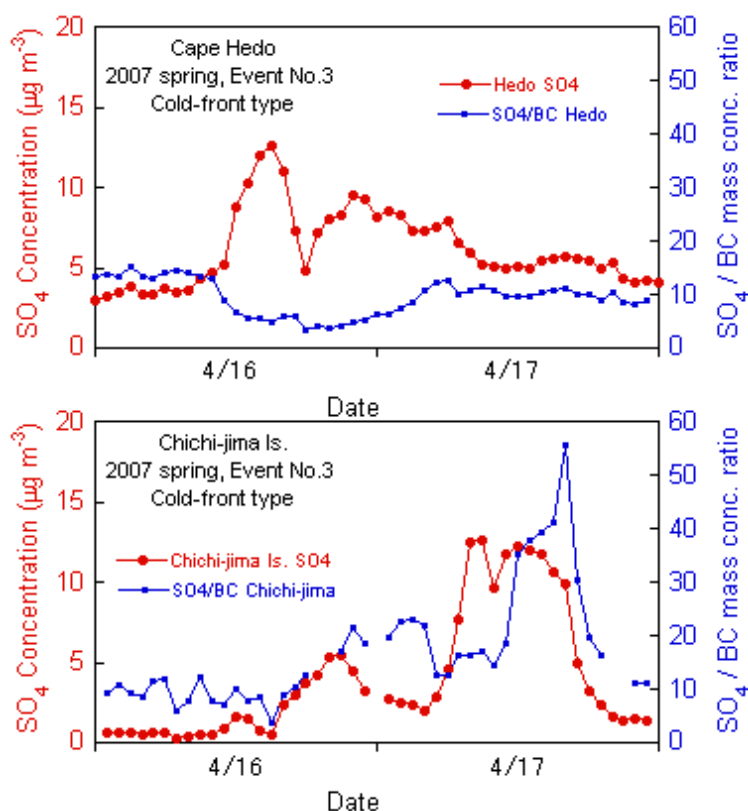 Cape Hedo
2007 spring, Event No.3
Cold-front type
Hedo SO4
SO4/BC Hedo
SO₄ Concentration (μg m⁻³)
20
15
10
5
0
SO₄ / BC mass conc. ratio
60
50
40
30
20
10
0
4/16
4/17
Date
Chichi-jima Is.
2007 spring, Event No.3
Cold-front type
Chichi-jima Is. SO4
SO4/BC Chichi-jima
SO₄ Concentration (μg m⁻³)
20
15
10
5
0
SO₄ / BC mass conc. ratio
60
50
40
30
20
10
0
4/16
4/17
Date